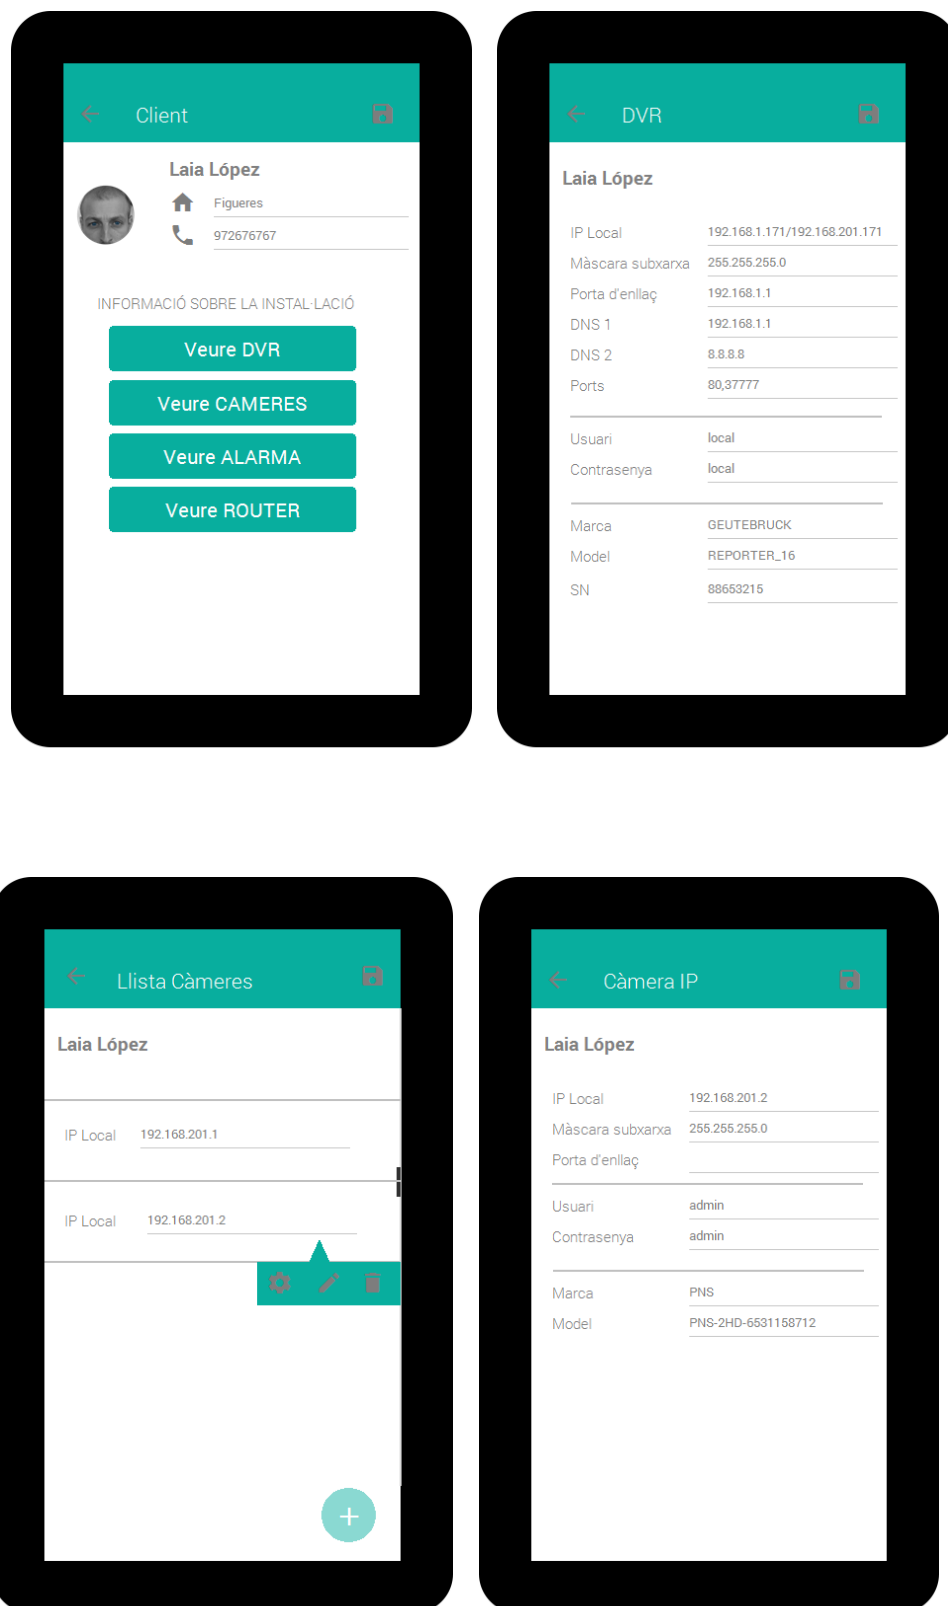 Client
Laia López
Figueres
972676767
INFORMACIÓ SOBRE LA INSTAL·LACIÓ
Veure DVR
Veure CAMERES
Veure ALARMA
Veure ROUTER
DVR
Laia López
IP Local 192.168.1.171/192.168.201.171
Màscara subxarxa 255.255.255.0
Porta d'enllaç 192.168.1.1
DNS 1 192.168.1.1
DNS 2 8.8.8.8
Ports 80,37777
Usuari local
Contrasenya local
Marca GEUTEBRUCK
Model REPORTER_16
SN 88653215
Llista Càmeres
Laia López
IP Local 192.168.201.1
IP Local 192.168.201.2
Càmera IP
Laia López
IP Local 192.168.201.2
Màscara subxarxa 255.255.255.0
Porta d'enllaç
Usuari admin
Contrasenya admin
Marca PNS
Model PNS-2HD-6531158712